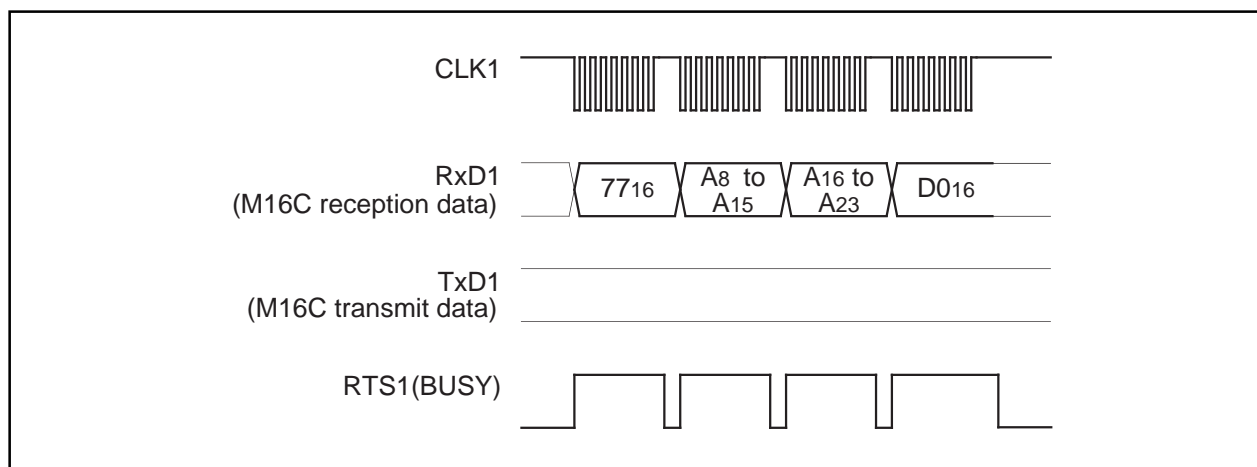 CLK1
RxD1
(M16C reception data)
7716
A8 to
A15
A16 to
A23
D016
TxD1
(M16C transmit data)
RTS1(BUSY)